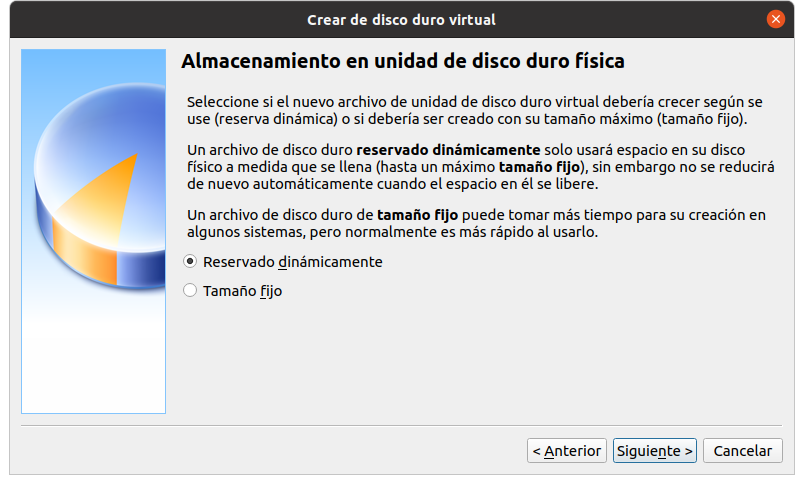 Crear de disco duro virtual
Almacenamiento en unidad de disco duro física
Seleccione si el nuevo archivo de unidad de disco duro virtual debería crecer según se
use (reserva dinámica) o si debería ser creado con su tamaño máximo (tamaño fijo).
Un archivo de disco duro reservado dinámicamente solo usará espacio en su disco
físico a medida que se llena (hasta un máximo tamaño fijo), sin embargo no se reducirá
de nuevo automáticamente cuando el espacio en él se libere.
Un archivo de disco duro de tamaño fijo puede tomar más tiempo para su creación en
algunos sistemas, pero normalmente es más rápido al usarlo.
Reservado dinámicamente
Tamaño fijo
< Anterior
Siguiente >
Cancelar